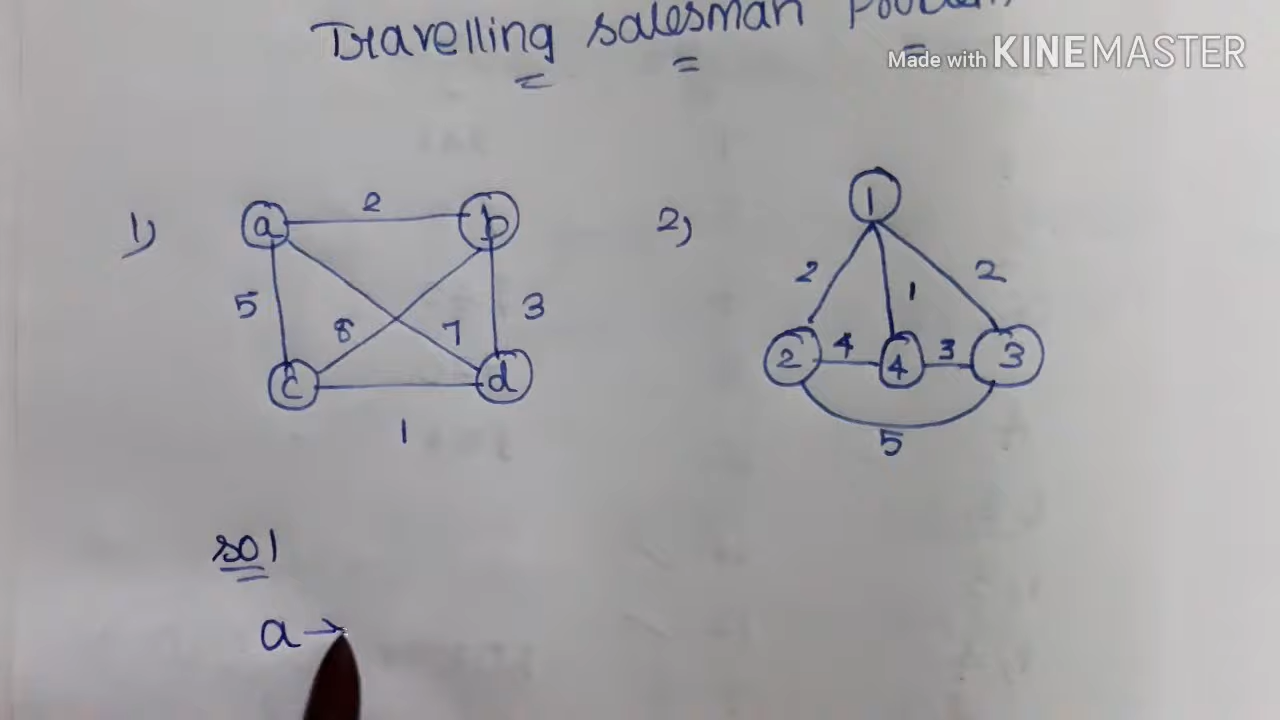 Travelling salesman
Made with KINEMASTER
1)
a 2 b
5 8 7 3
c d
1
2)
1
2 1 2
2 4 4 3 3
5
sol
a →